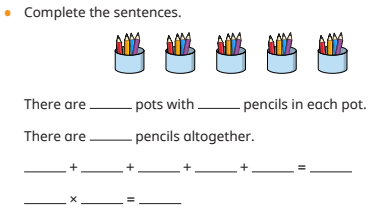 Complete the sentences.
There are ______ pots with ______ pencils in each pot.
There are ______ pencils altogether.
______ + ______ + ______ + ______ + ______ = ______
______ × ______ = ______